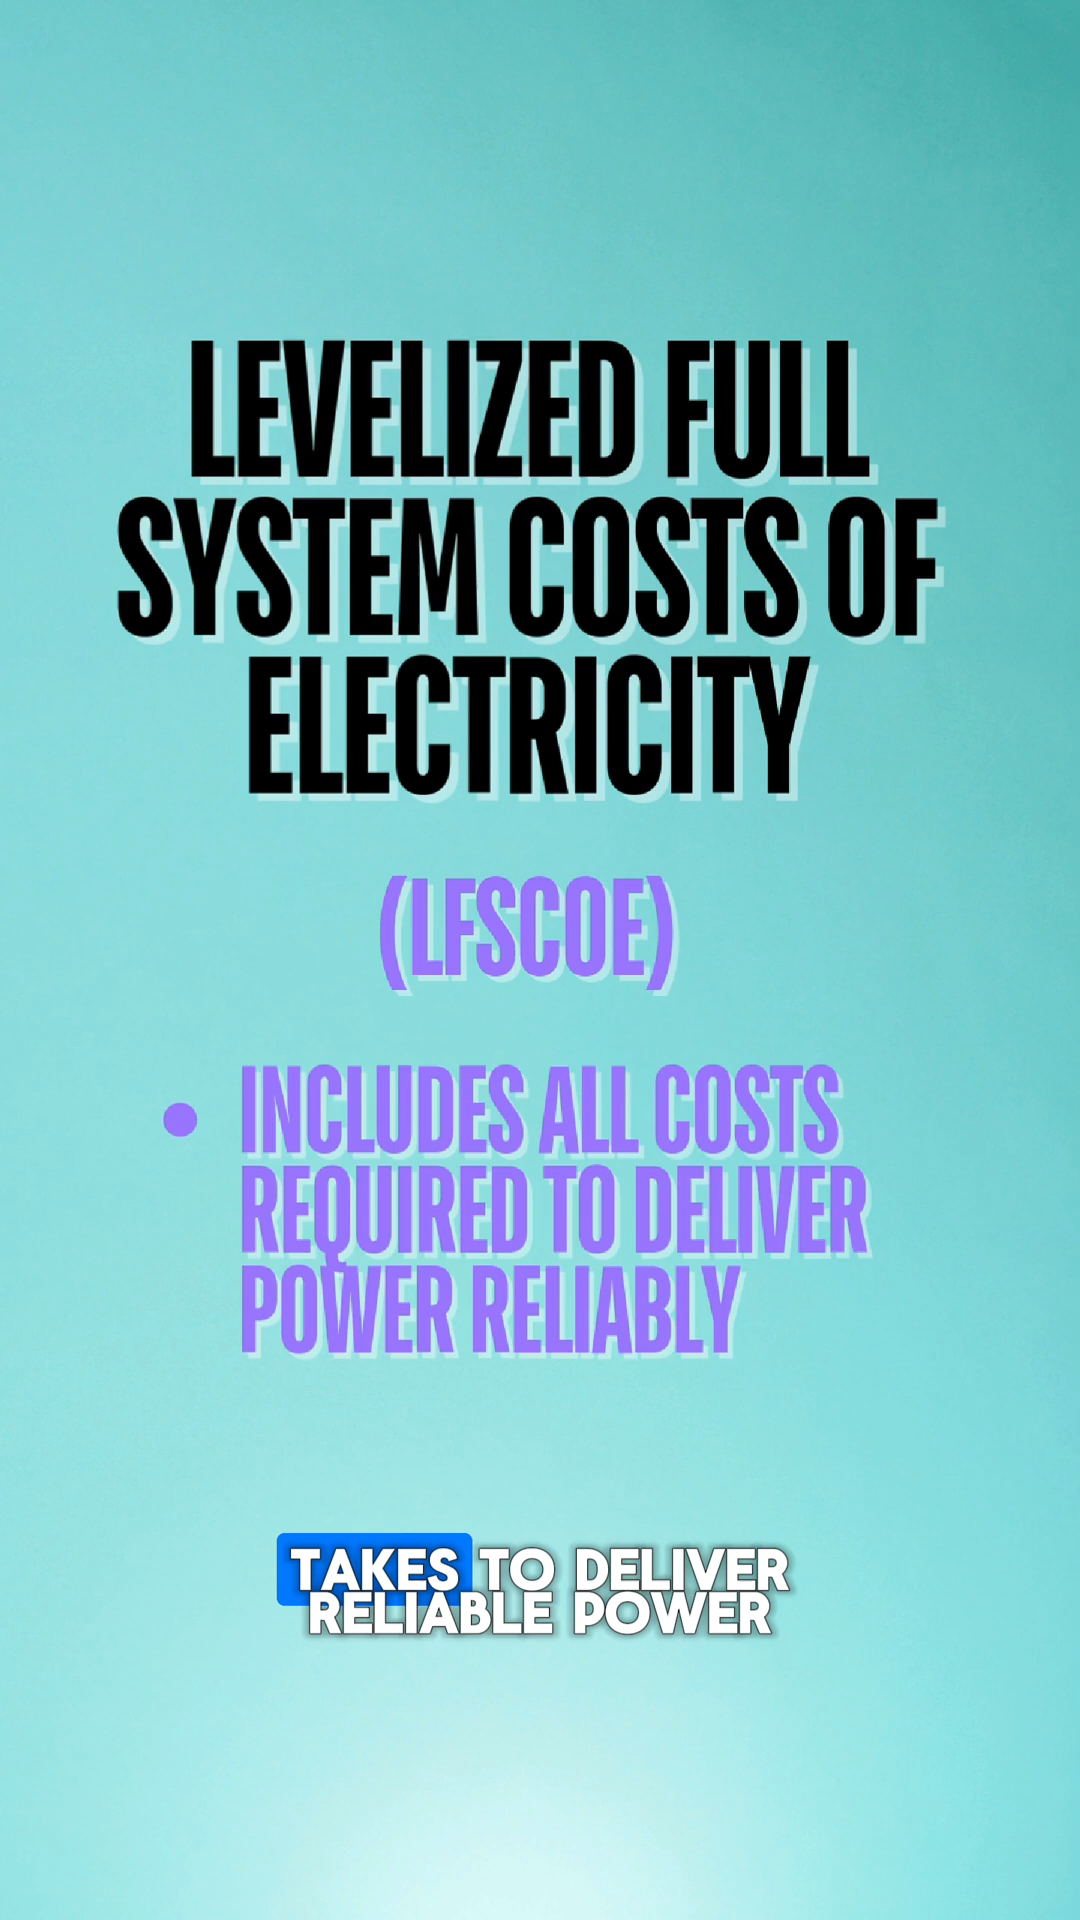 LEVELIZED FULL
SYSTEM COSTS OF
ELECTRICITY
(LFSCOE)
• INCLUDES ALL COSTS
REQUIRED TO DELIVER
POWER RELIABLY
TAKES TO DELIVER
RELIABLE POWER